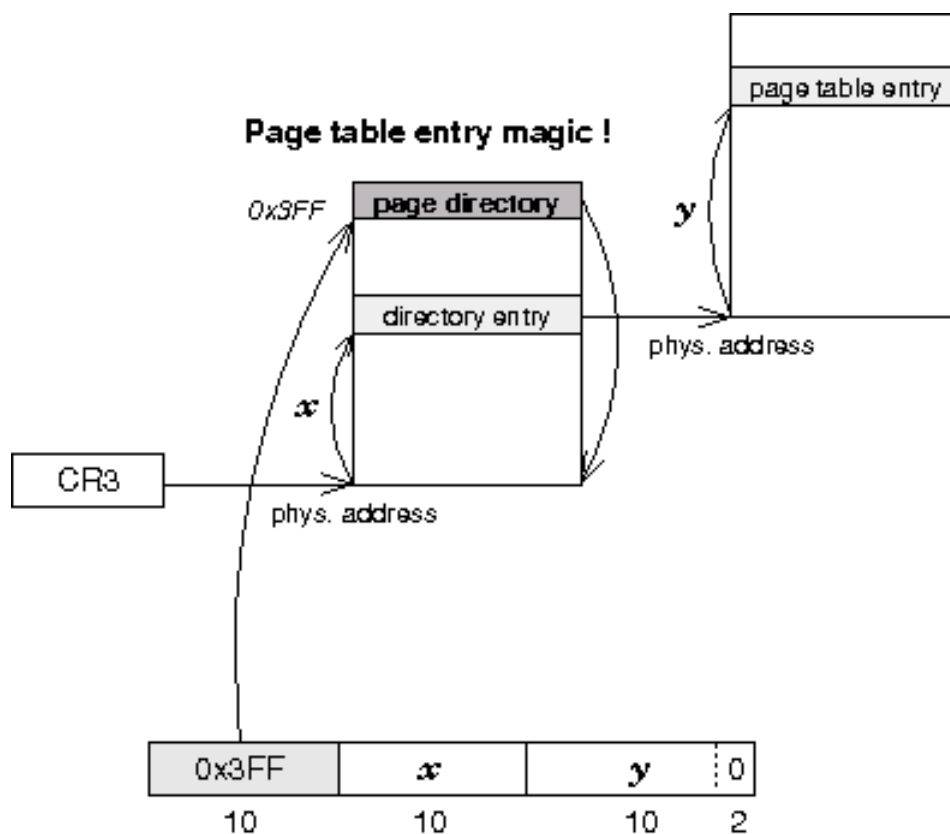 page table entry
Page table entry magic !
0x3FF
page directory
y
directory entry
phys. address
x
CR3
phys. address
0x3FF x y 0
10 10 10 2